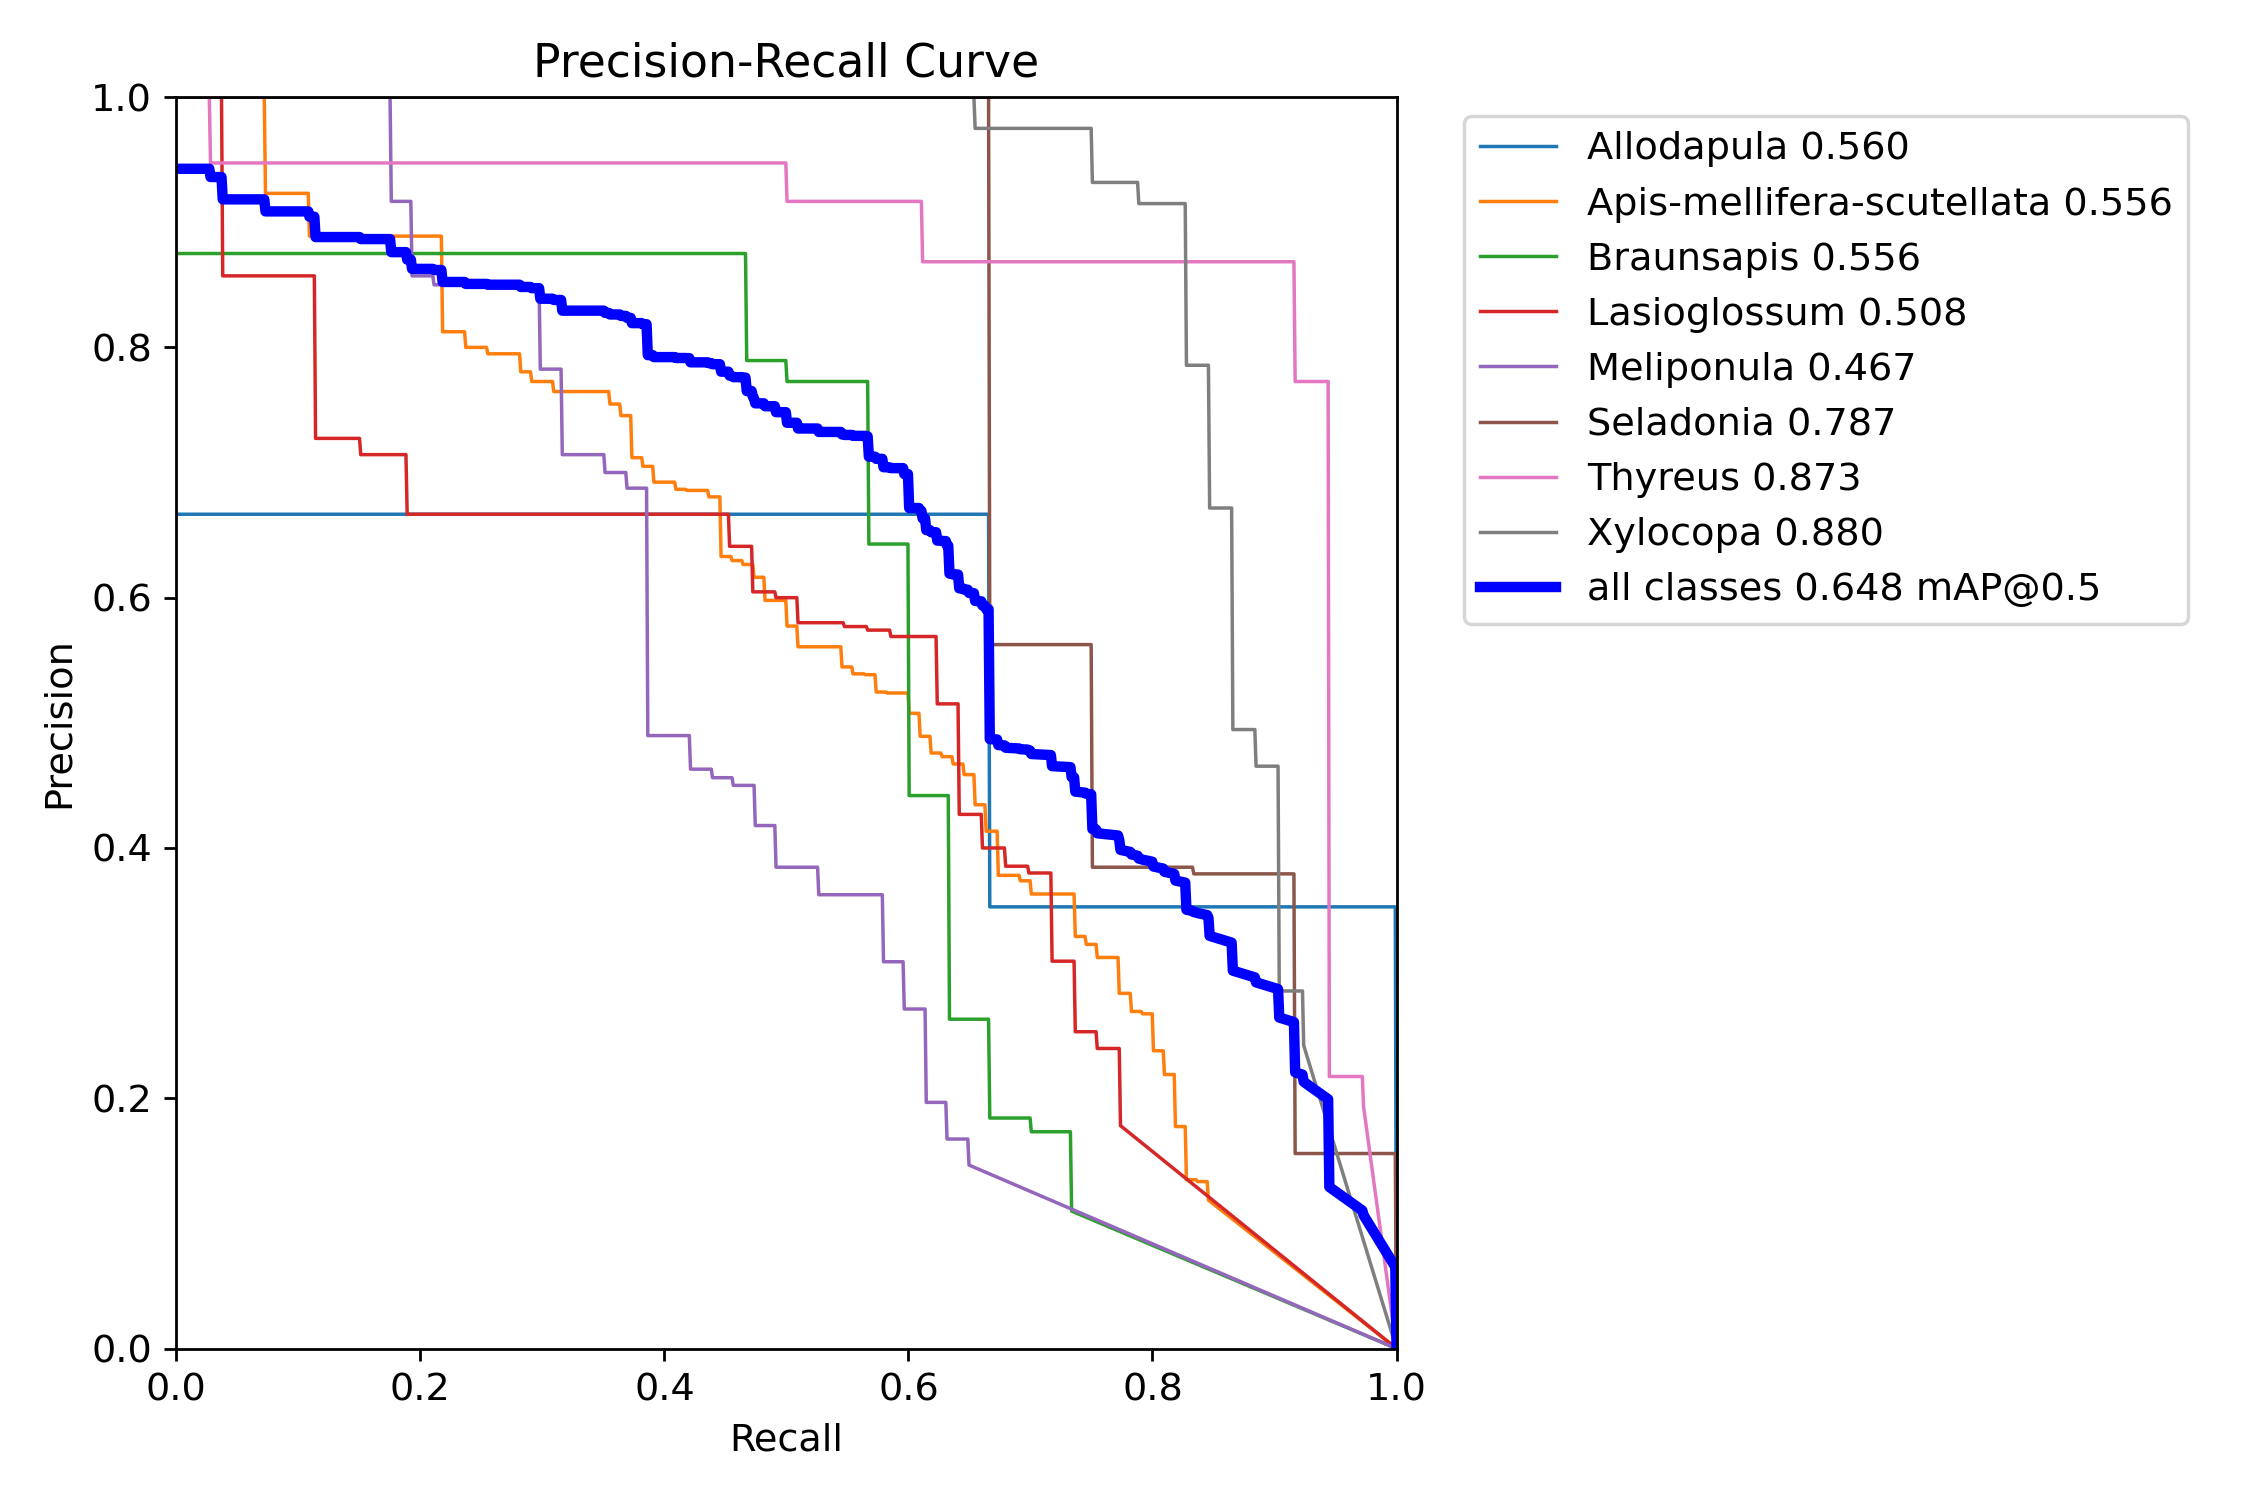 Precision-Recall Curve
1.0
0.8
0.6
0.4
0.2
0.0
Precision
0.0 0.2 0.4 0.6 0.8 1.0
Recall
Allodapula 0.560
Apis-mellifera-scutellata 0.556
Braunsapis 0.556
Lasioglossum 0.508
Meliponula 0.467
Seladonia 0.787
Thyreus 0.873
Xylocopa 0.880
all classes 0.648 mAP@0.5